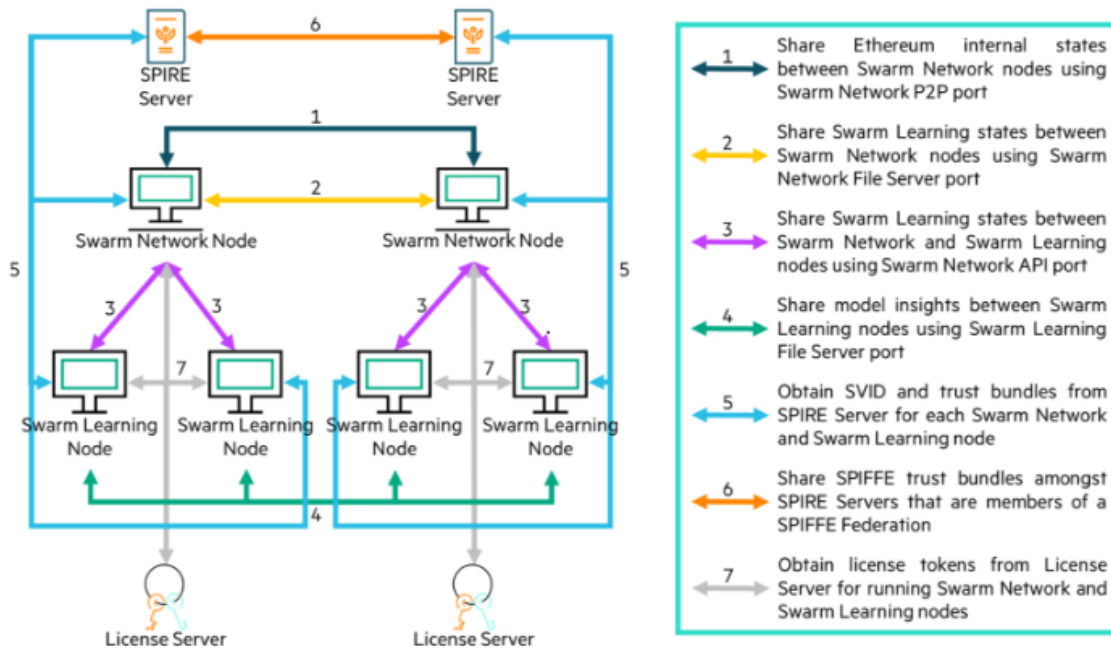 6
SPIRE
Server
SPIRE
Server
1
2
Swarm Network Node
Swarm Network Node
5
5
3
3
3
3
7
7
Swarm Learning
Node
Swarm Learning
Node
Swarm Learning
Node
Swarm Learning
Node
4
License Server
License Server
1
Share Ethereum internal states
between Swarm Network nodes using
Swarm Network P2P port
2
Share Swarm Learning states between
Swarm Network nodes using Swarm
Network File Server port
3
Share Swarm Learning states between
Swarm Network and Swarm Learning
nodes using Swarm Network API port
4
Share model insights between Swarm
Learning nodes using Swarm Learning
File Server port
5
Obtain SVID and trust bundles from
SPIRE Server for each Swarm Network
and Swarm Learning node
6
Share SPIFFE trust bundles amongst
SPIRE Servers that are members of a
SPIFFE Federation
7
Obtain license tokens from License
Server for running Swarm Network and
Swarm Learning nodes